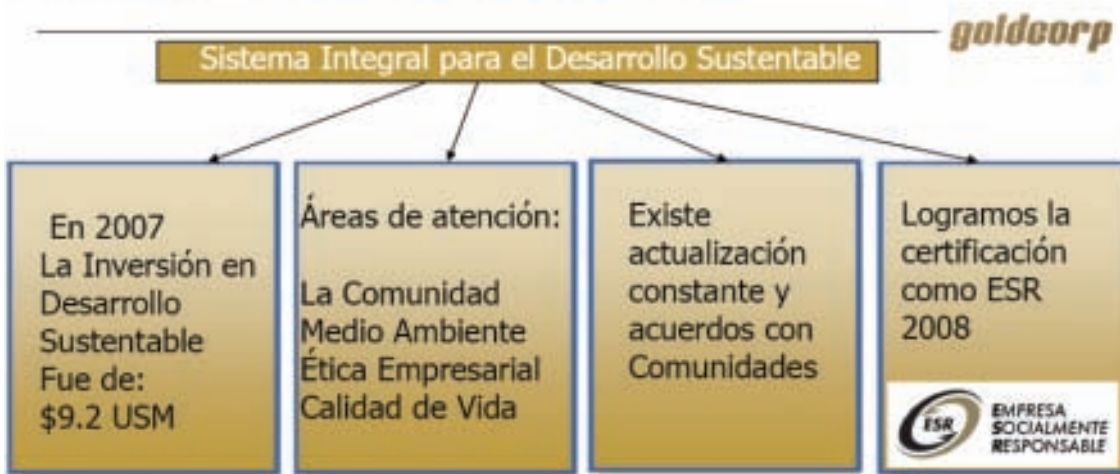 goldcorp
Sistema Integral para el Desarrollo Sustentable
En 2007
La Inversión en
Desarrollo
Sustentable
Fue de:
$9.2 USM
Áreas de atención:
La Comunidad
Medio Ambiente
Ética Empresarial
Calidad de Vida
Existe
actualización
constante y
acuerdos con
Comunidades
Logramos la
certificación
como ESR
2008
ESR
EMPRESA
SOCIALMENTE
RESPONSABLE